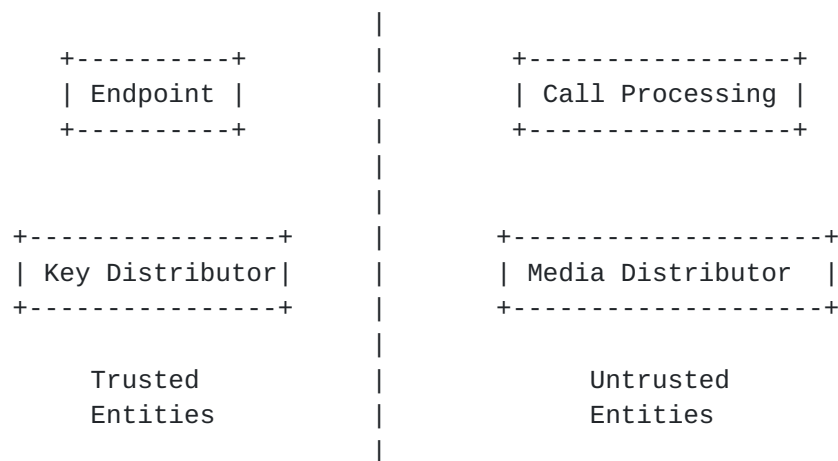 Endpoint Call Processing
Key Distributor Media Distributor
Trusted Untrusted
Entities Entities